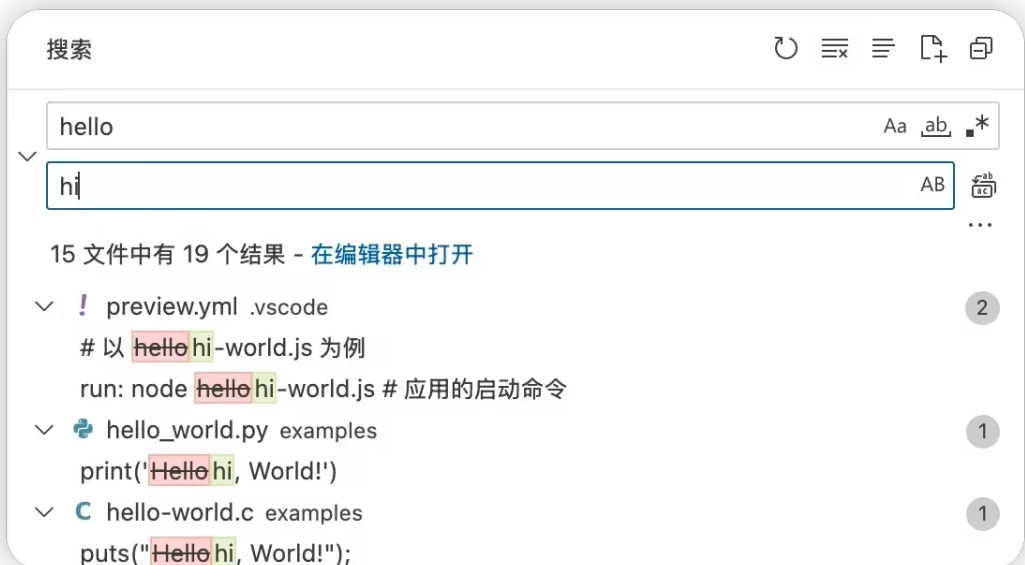 搜索
hello Aa ab .*
hi AB
15 文件中有 19 个结果 - 在编辑器中打开
preview.yml .vscode 2
# 以 hellohi-world.js 为例
run: node hellohi-world.js # 应用的启动命令
hello_world.py examples 1
print('Hellohi, World!')
C hello-world.c examples 1
puts("Hellohi, World!");